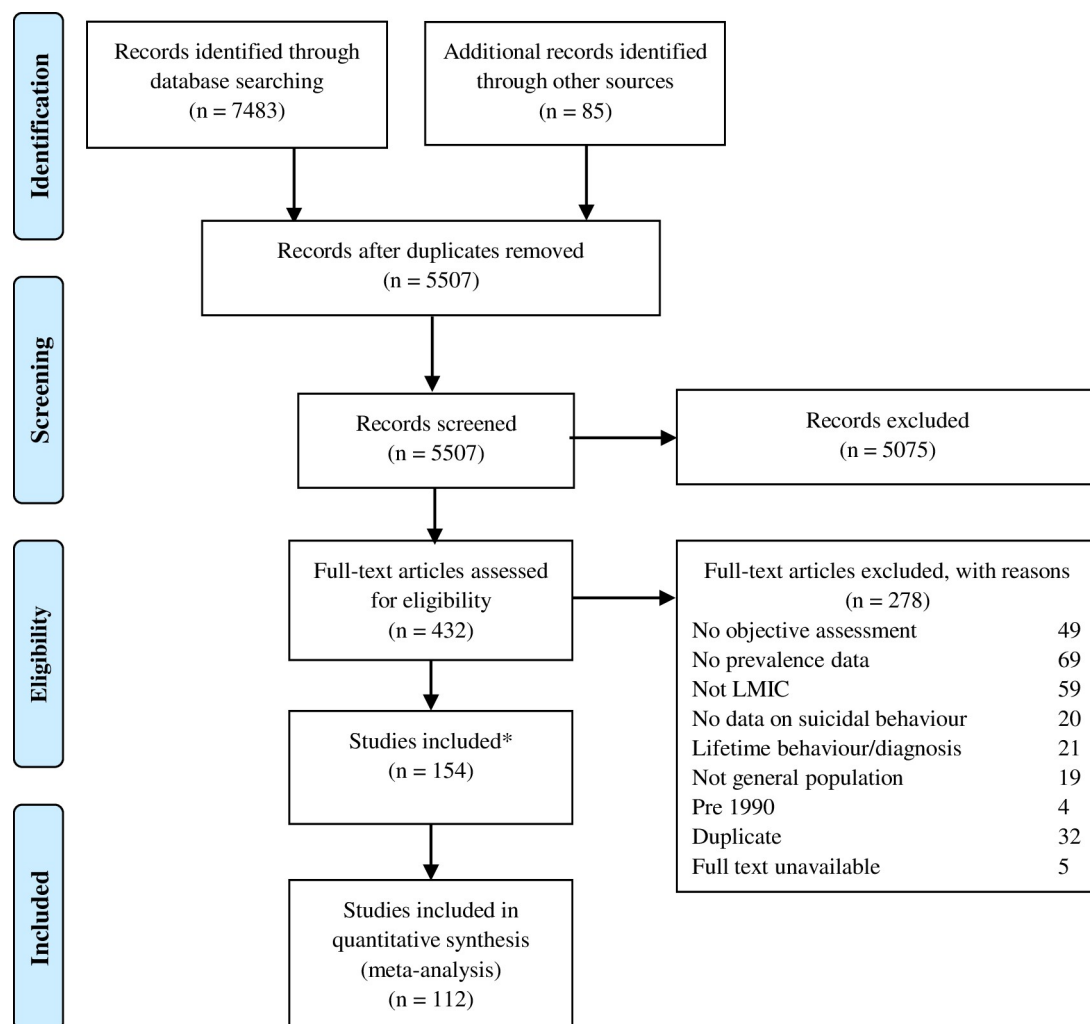 Identification
Records identified through
database searching
(n = 7483)
Additional records identified
through other sources
(n = 85)
Records after duplicates removed
(n = 5507)
Screening
Records screened
(n = 5507)
Records excluded
(n = 5075)
Eligibility
Full-text articles assessed
for eligibility
(n = 432)
Full-text articles excluded, with reasons
(n = 278)
No objective assessment 49
No prevalence data 69
Not LMIC 59
No data on suicidal behaviour 20
Lifetime behaviour/diagnosis 21
Not general population 19
Pre 1990 4
Duplicate 32
Full text unavailable 5
Studies included*
(n = 154)
Included
Studies included in
quantitative synthesis
(meta-analysis)
(n = 112)